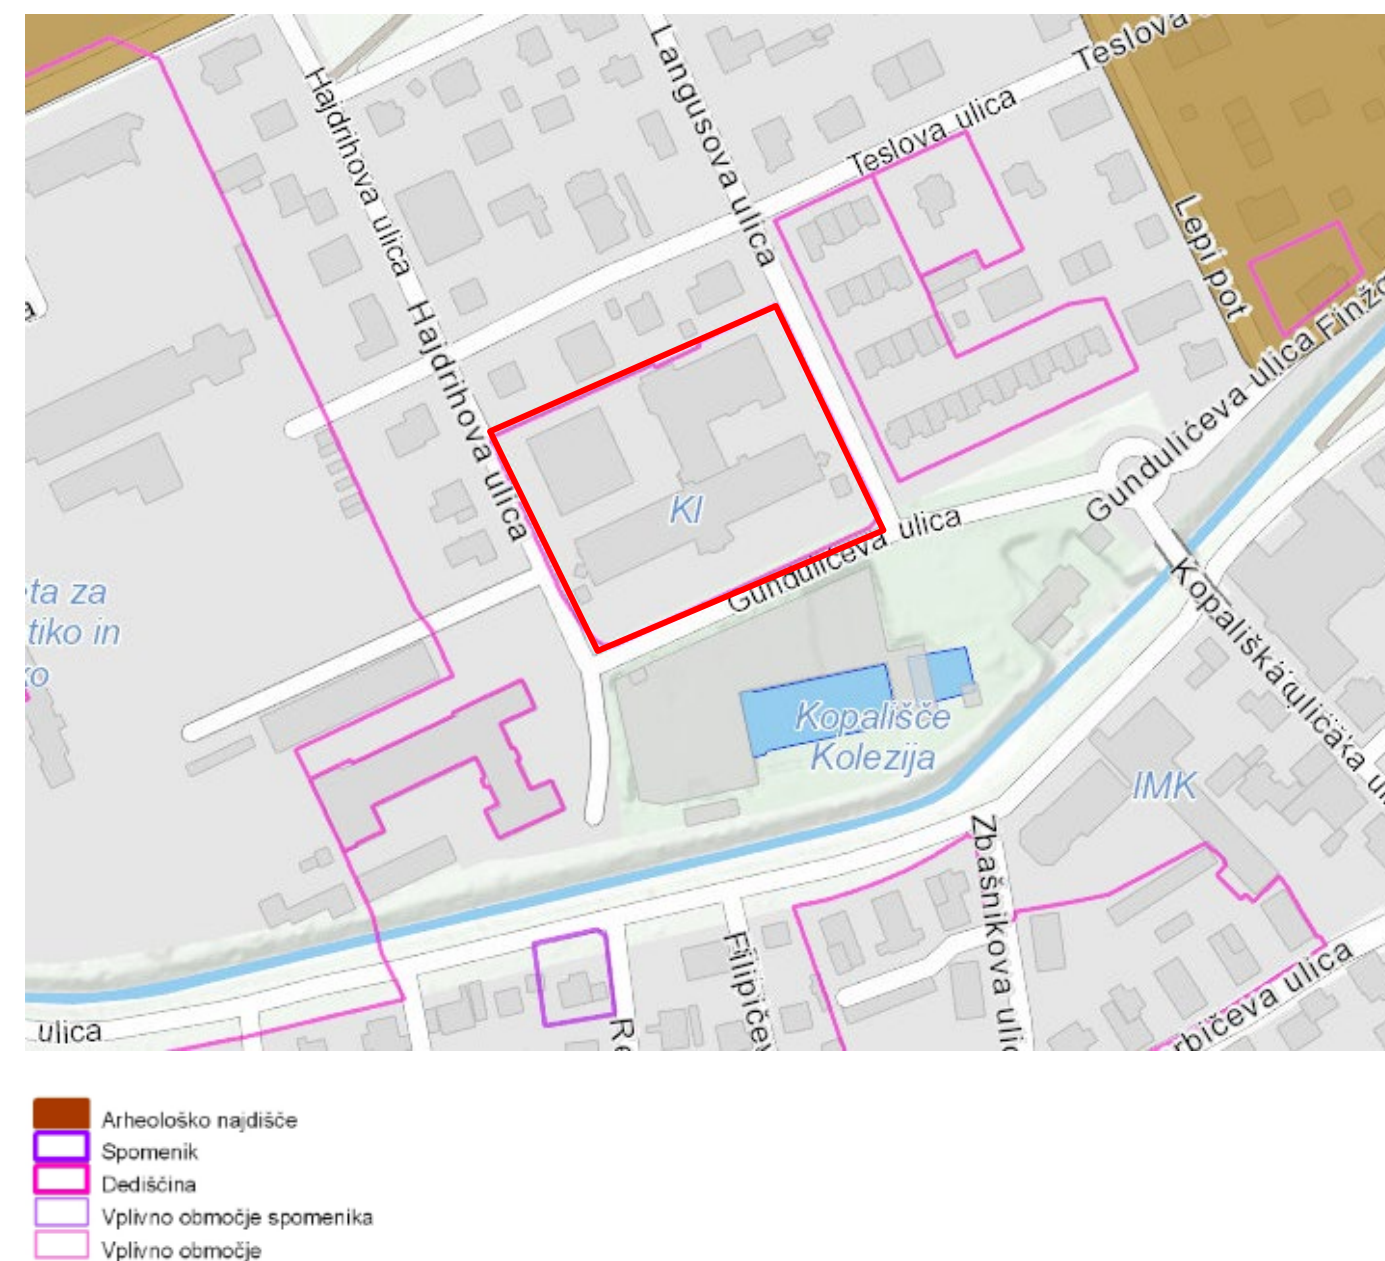 Teslova
Langusova ulica
Hajdrihova ulica
Teslova ulica
Lepi pot
Hajdrihova ulica
Gundulićeva ulica
KI
Gundulićeva ulica
ta za
tiko in
ko
Kopališka ulica
Kopališče
Kolezija
IMK
Zbašnikova
Filipičev
ulica
rbičeva ulica
Arheološko najdišče
Spomenik
Dediščina
Vplivno območje spomenika
Vplivno območje